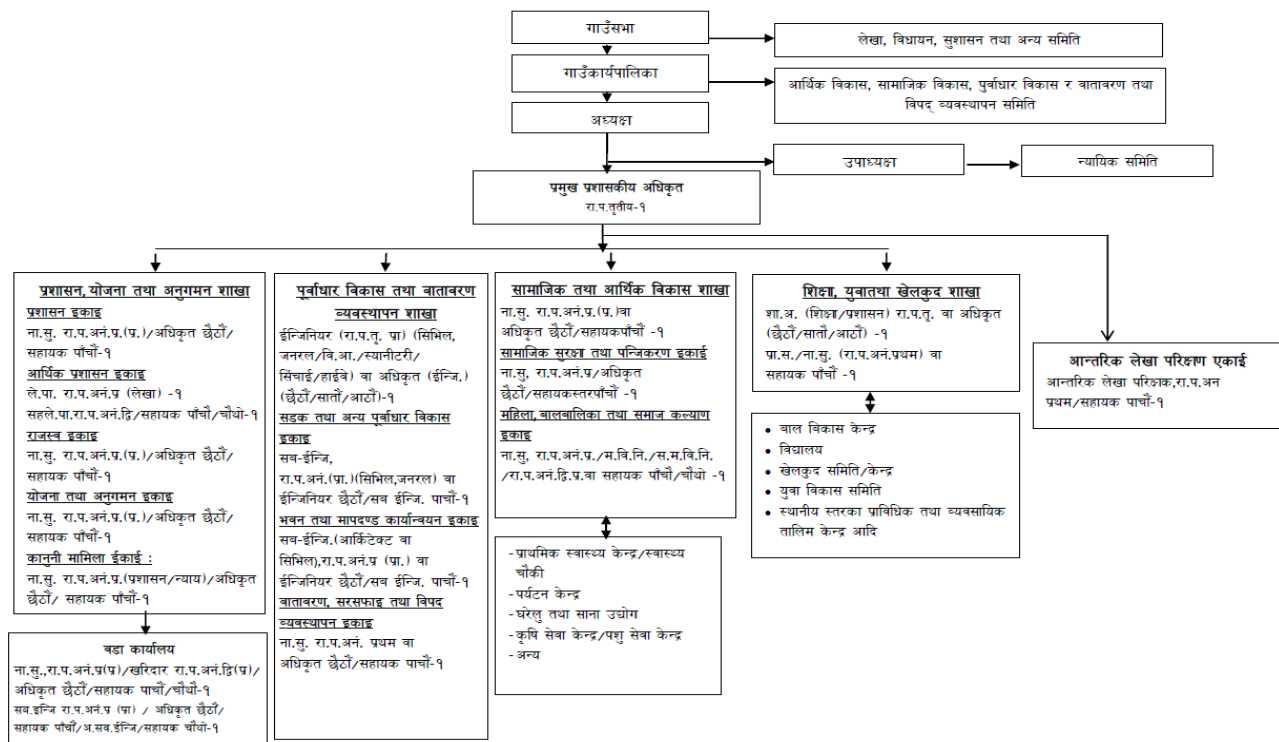 गाउँसभा
लेखा, विधायन, सुशासन तथा अन्य समिति
गाउँकार्यपालिका
आर्थिक विकास, सामाजिक विकास, पुर्वाधार विकास र वातावरण तथा
विपद् व्यवस्थापन समिति
अध्यक्षा
उपाध्यक्षा
न्यायिक समिति
प्रमुख प्रशासकीय अधिकृत
रा.प.तृतीय-१
प्रशासन,योजना तथा अनुगमन शाखा
प्रशासन इकाइ
ना.सु. रा.प.अनं.प्र.(प्र.)/अधिकृत छैठौं/
सहायक पाँचौं-१
आर्थिक प्रशासन इकाइ
ले.पा. रा.प.अनं.प्र (लेखा) -१
सहले.पा.रा.प.अनं.द्वि/सहायक पाँचौ/चौथो-१
राजस्व इकाइ
ना.सु. रा.प.अनं.प्र.(प्र.)/अधिकृत छैठौं/
सहायक पाँचौं-१
योजना तथा अनुगमन इकाइ
ना.सु. रा.प.अनं.प्र.(प्र.)/अधिकृत छैठौं/
सहायक पाँचौं-१
कानुनी मामिला ईकाई :
ना.सु. रा.प.अनं.प्र.(प्रशासन/न्याय)/अधिकृत
छैठौं/ सहायक पाँचौं-१
वडा कार्यालय
ना.सु.,रा.प.अनं.प्र(प्र)/खरिदार रा.प.अनं.द्वि(प्र)/
अधिकृत छैठौं/सहायक पाचौं/चौथौ-१
सव.इन्जि रा.प.अनं.प्र (प्रा) / अधिकृत छैठौं/
सहायक पाँचौं/अ.सव.ईन्जि/सहायक चौथो-१
पूर्वाधार विकास तथा वातावरण
व्यवस्थापन शाखा
ईन्जिनियर (रा.प.तृ. प्रा) (सिभिल,
जनरल/वि.आ./स्यानीटरी/
सिंचाई/हाईवे) वा अधिकृत (ईन्जि.)
(छैठौं/सातौं/आठौं)-१
सडक तथा अन्य पूर्वाधार विकास
इकाइ
सव-ईन्जि,
रा.प.अनं.(प्रा.)(सिभिल,जनरल) वा
ईन्जिनियर छैठौं/सव ईन्जि. पाचौं-१
भवन तथा मापदण्ड कार्यान्वयन इकाइ
सव-ईन्जि.(आर्किटेक्ट वा
सिभिल),रा.प.अनं.प्र (प्रा.) वा
ईन्जिनियर छैठौं/सव ईन्जि. पाचौं-१
वातावरण, सरसफाइ तथा विपद
व्यवस्थापन इकाइ
ना.सु. रा.प.अनं. प्रथम वा
अधिकृत छैठौं/सहायक पाचौं-१
सामाजिक तथा आर्थिक विकास शाखा
ना.सु. रा.प.अनं.प्र.(प्र.)वा
अधिकृत छैठौं/सहायकपाँचौं -१
सामाजिक सुरक्षा तथा पन्जिकरण इकाई
ना.सु, रा.प.अनं.प्र/अधिकृत
छैठौं/सहायकस्तरपाँचौं -१
महिला,बालबालिका तथा समाज कल्याण
इकाइ
ना.सु, रा.प.अनं.प्र./म.वि.नि./स.म.वि.नि.
/रा.प.अनं.द्वि.प्र.वा सहायक पाँचौं/चौथो -१
-प्राथमिक स्वास्थ्य केन्द्र/स्वास्थ्य
चौकी
-पर्यटन केन्द्र
-घरेलु तथा साना उद्योग
-कृषि सेवा केन्द्र/पशु सेवा केन्द्र
-अन्य
शिक्षा, युवातथा खेलकुद शाखा
शा.अ. (शिक्षा/प्रशासन) रा.प.तृ. वा अधिकृत
(छैठौं/सातौं/आठौं) -१
प्रा.स./ना.सु. (रा.प.अनं.प्रथम) वा
सहायक पाँचौं -१
• बाल विकास केन्द्र
• विद्यालय
• खेलकुद समिति/केन्द्र
• युवा विकास समिति
• स्थानीय स्तरका प्राविधिक तथा व्यवसायिक
तालिम केन्द्र आदि
आन्तरिक लेखा परिक्षण एकाई
आन्तरिक लेखा परिक्षक,रा.प.अन
प्रथम/सहायक पाचौं-१